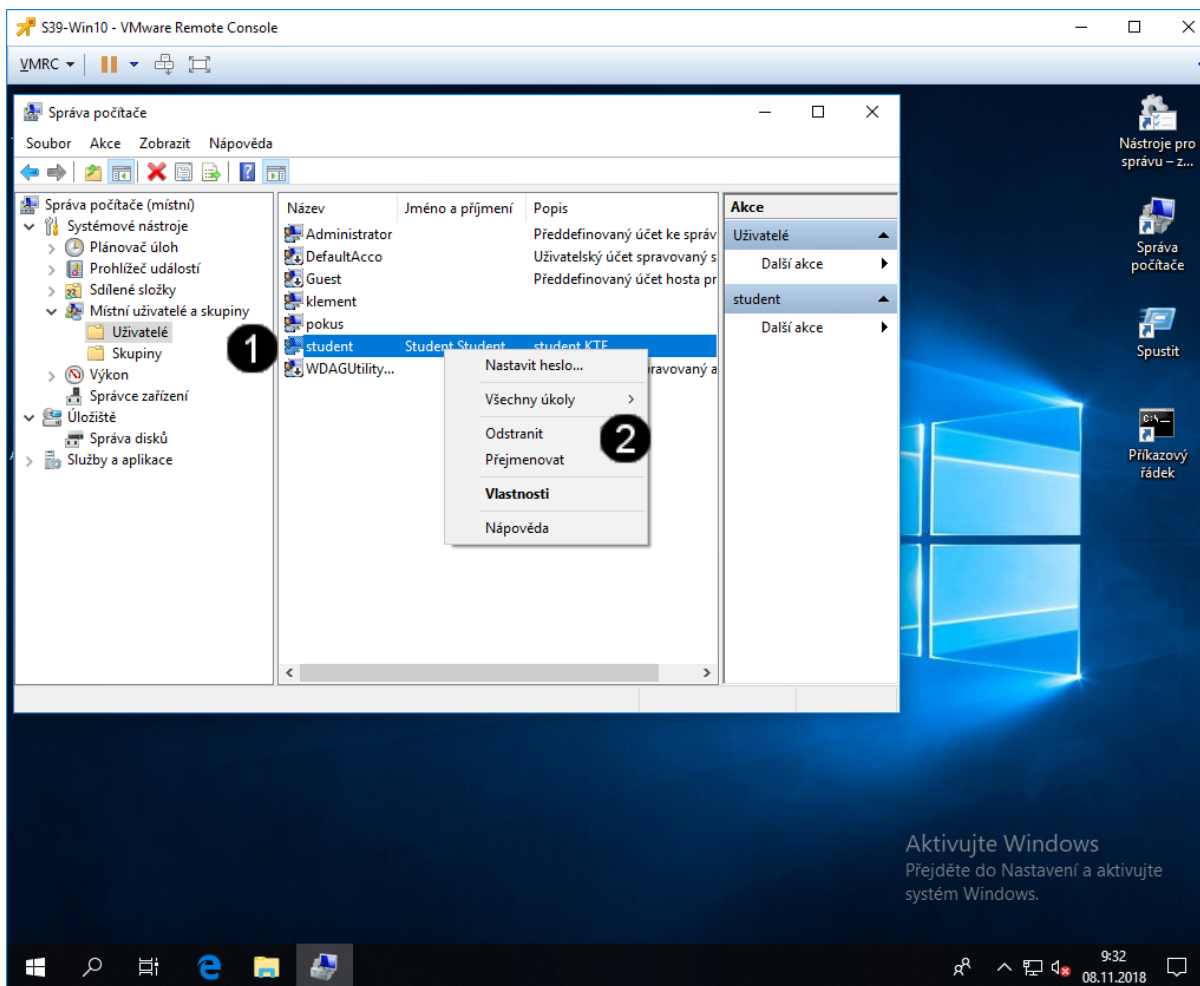 S39-Win10 - VMware Remote Console
VMRC
Správa počítače
Soubor Akce Zobrazit Nápověda
Správa počítače (místní)
Systémové nástroje
Plánovač úloh
Prohlížeč událostí
Sdílené složky
Místní uživatelé a skupiny
Uživatelé
Skupiny
Výkon
Správce zařízení
Úložiště
Správa disků
Služby a aplikace
1
Název Jméno a příjmení Popis
Administrator Předdefinovaný účet ke správ
DefaultAcco Uživatelský účet spravovaný s
Guest Předdefinovaný účet hosta pr
klement
pokus
student Student Student student KTE
WDAGUtility... pravovaný a
Nastavit heslo...
Všechny úkoly
Odstranit
Přejmenovat
Vlastnosti
Nápověda
2
Akce
Uživatelé
Další akce
student
Další akce
Nástroje pro
správu – z...
Správa
počítače
Spustit
C:\_
Příkazový
řádek
Aktivujte Windows
Přejděte do Nastavení a aktivujte
systém Windows.
9:32
08.11.2018